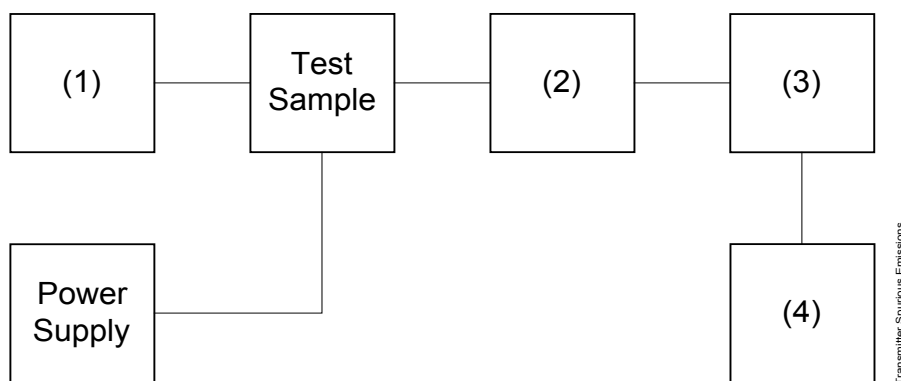 (1)
Test
Sample
(2)
(3)
Power
Supply
(4)
Transmitter Spurious Emissions